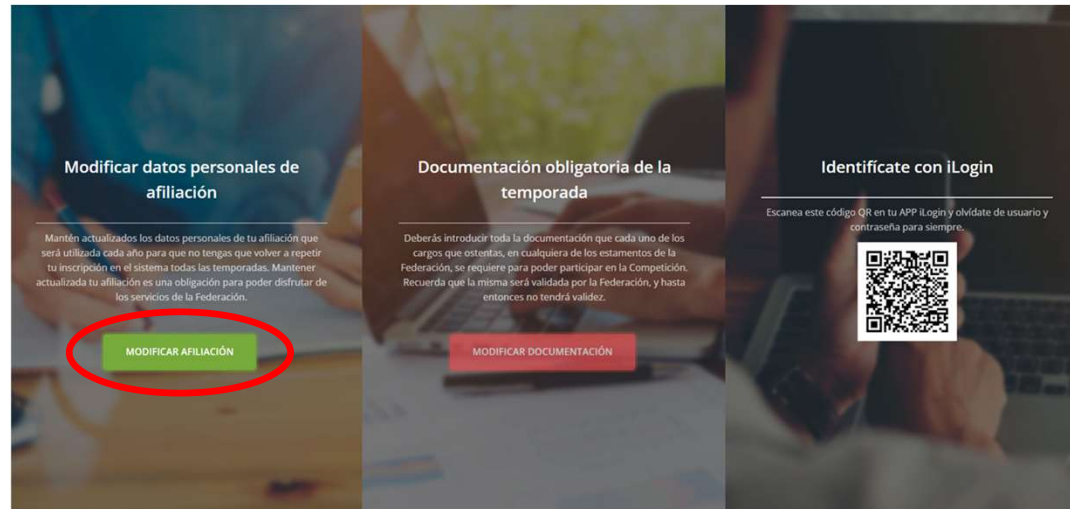 Modificar datos personales de
afiliación
Mantén actualizados los datos personales de tu afiliación que
será utilizada cada año para que no tengas que volver a repetir
tu inscripción en el sistema todas las temporadas. Mantener
actualizada tu afiliación es una obligación para poder disfrutar de
los servicios de la Federación.
MODIFICAR AFILIACIÓN
Documentación obligatoria de la
temporada
Deberás introducir toda la documentación que cada uno de los
cargos que ostentas, en cualquiera de los estamentos de la
Federación, se requiere para poder participar en la Competición.
Recuerda que la misma será validada por la Federación, y hasta
entonces no tendrá validez.
MODIFICAR DOCUMENTACIÓN
Identifícate con iLogin
Escanea este código QR en tu APP iLogin y olvídate de usuario y
contraseña para siempre.